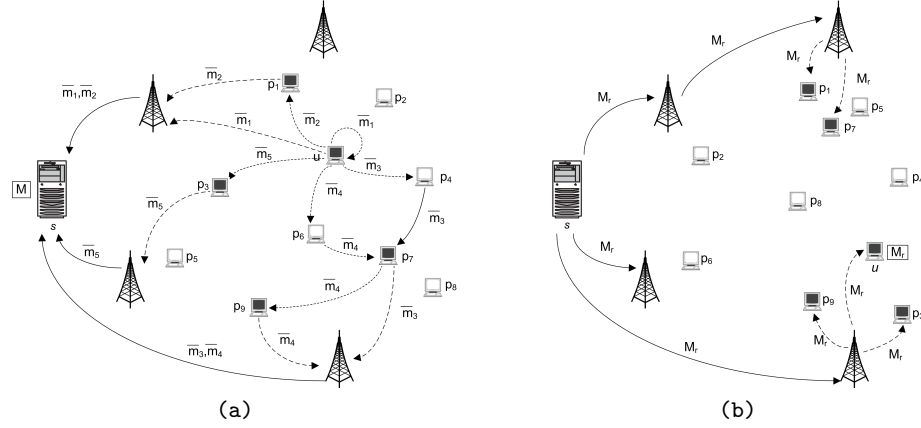 M
s
m̅₁,m̅₂
m̅₂
p₁
p₂
m̅₁
m̅₂
m̅₁
u
m̅₅
m̅₃
p₄
m̅₄
p₃
m̅₅
m̅₃
p₆
m̅₄
p₇
m̅₅
p₅
m̅₄
p₈
m̅₃
p₉
m̅₄
m̅₃,m̅₄
(a)
Mᵣ
Mᵣ
Mᵣ
p₁
Mᵣ
p₅
p₇
Mᵣ
p₂
p₈
s
Mᵣ
p₆
Mᵣ
u
Mᵣ
p₉
Mᵣ
Mᵣ
Mᵣ
(b)